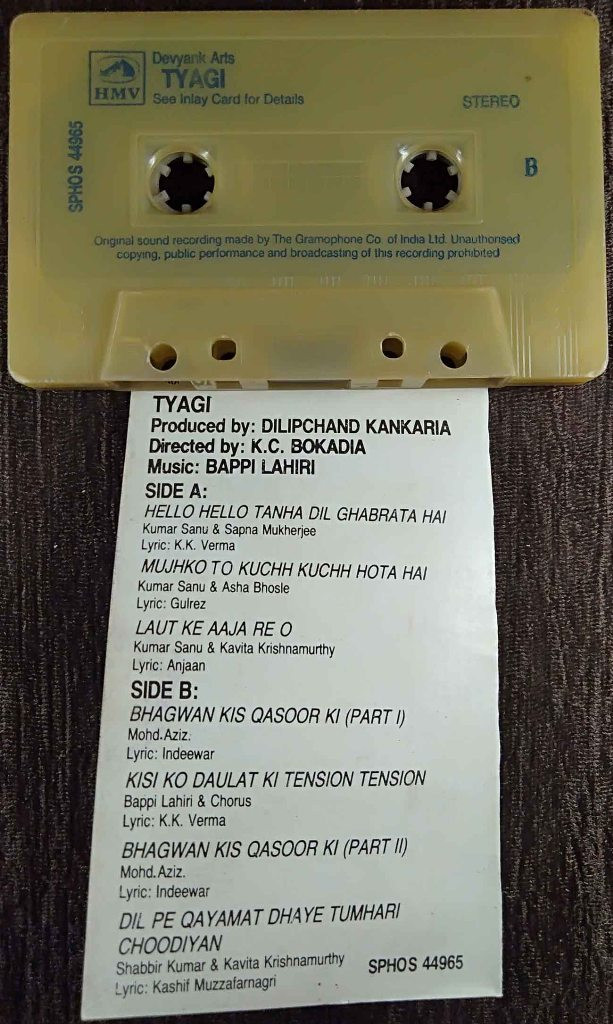 Devyank Arts
TYAGI
HMV
See Inlay Card for Details
STEREO
SPHOS 44965
B
Original sound recording made by The Gramophone Co. of India Ltd. Unauthorised
copying, public performance and broadcasting of this recording prohibited
TYAGI
Produced by: DILIPCHAND KANKARIA
Directed by: K.C. BOKADIA
Music: BAPPI LAHIRI
SIDE A:
HELLO HELLO TANHA DIL GHABRATA HAI
Kumar Sanu & Sapna Mukherjee
Lyric: K.K. Verma
MUJHKO TO KUCHH KUCHH HOTA HAI
Kumar Sanu & Asha Bhosle
Lyric: Gulrez
LAUT KE AAJA RE O
Kumar Sanu & Kavita Krishnamurthy
Lyric: Anjaan
SIDE B:
BHAGWAN KIS QASOOR KI (PART I)
Mohd.Aziz.
Lyric: Indeewar
KISI KO DAULAT KI TENSION TENSION
Bappi Lahiri & Chorus
Lyric: K.K. Verma
BHAGWAN KIS QASOOR KI (PART II)
Mohd.Aziz.
Lyric: Indeewar
DIL PE QAYAMAT DHAYE TUMHARI
CHOODIYAN
Shabbir Kumar & Kavita Krishnamurthy
Lyric: Kashif Muzzafarnagri
SPHOS 44965